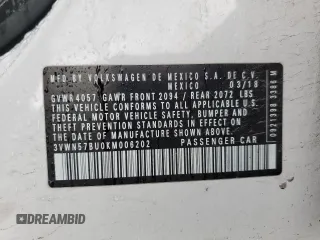 MFD BY VOLKSWAGEN DE MEXICO S.A. DE C.V.
MEXICO 03/18
GVWR 4057 GAWR FRONT 2094 / REAR 2072 LBS
THIS VEHICLE CONFORMS TO ALL APPLICABLE
FEDERAL MOTOR VEHICLE SAFETY, BUMPER AND
THEFT PREVENTION STANDARDS IN EFFECT ON
THE DATE OF MANUFACTURE SHOWN ABOVE.
3VWN57BU0KM006202 PASSENGER CAR
DREAMBID
DREAMBID